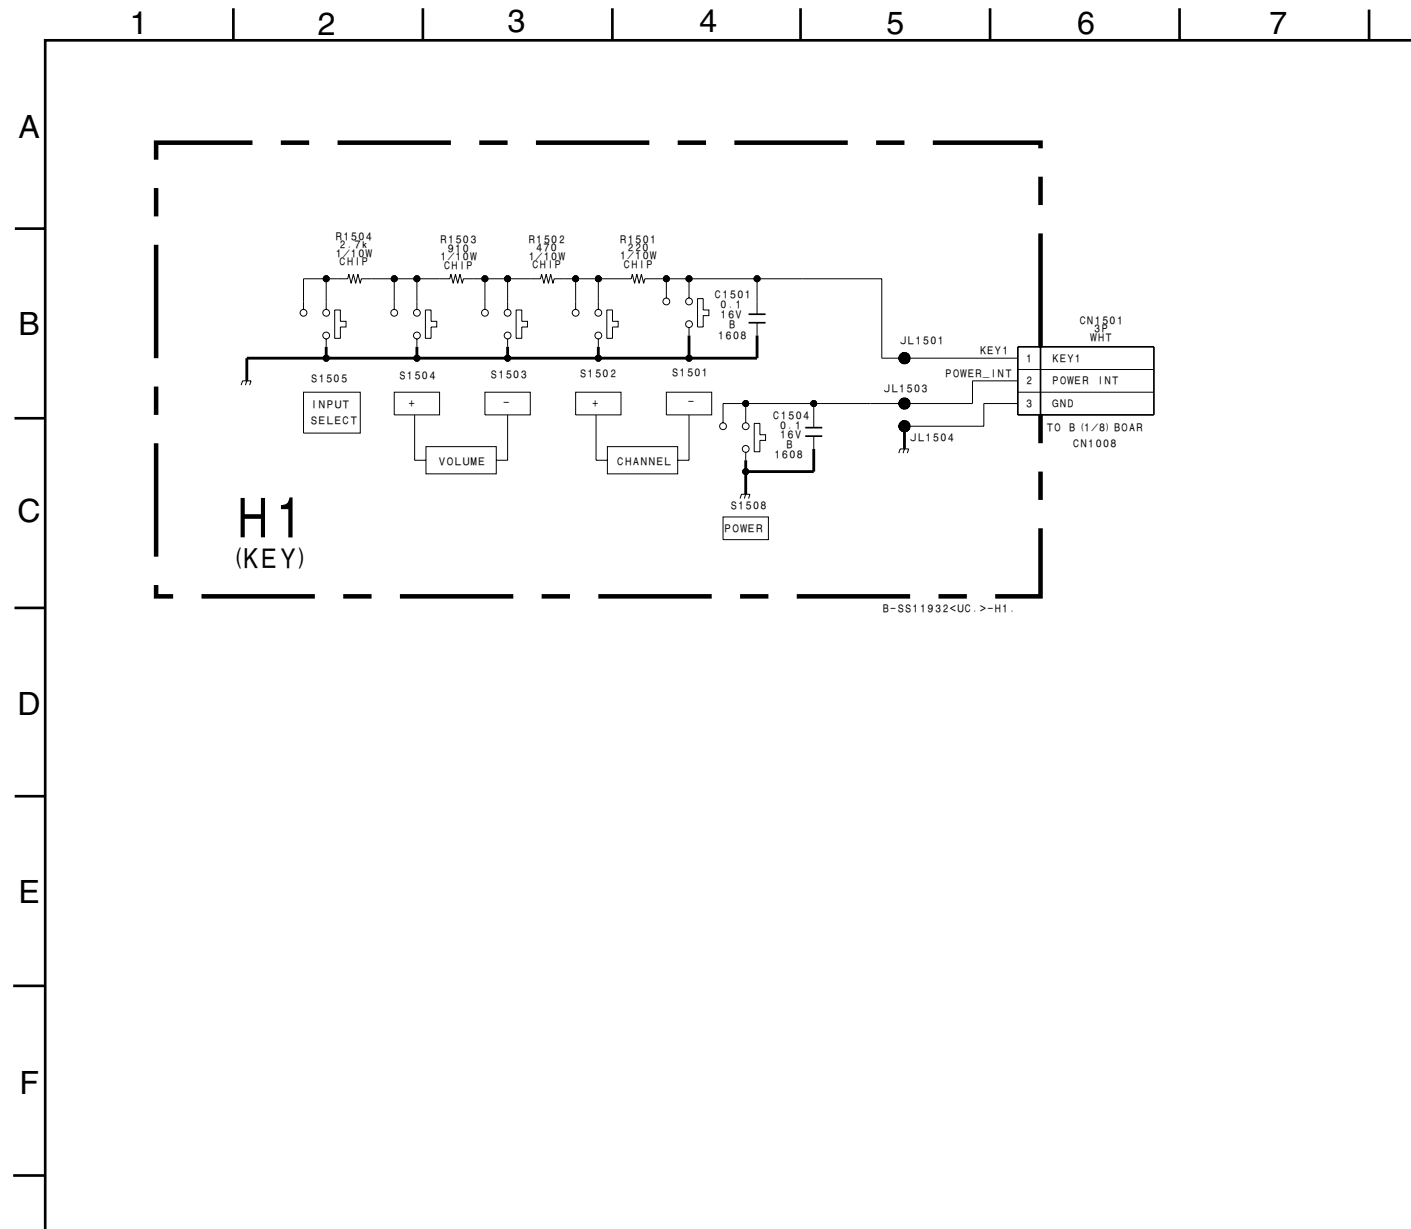 1 2 3 4 5 6 7
A
B
C
D
E
F
R1504
2.7k
1/10W
CHIP
R1503
910
1/10W
CHIP
R1502
470
1/10W
CHIP
R1501
220
1/10W
CHIP
C1501
0.1
16V
B
1608
JL1501
KEY1
CN1501
3P
WHT
1 KEY1
POWER_INT
2 POWER INT
3 GND
TO B (1/8) BOAR
CN1008
S1505
INPUT
SELECT
S1504
+
S1503
−
VOLUME
S1502
+
S1501
−
CHANNEL
JL1503
C1504
0.1
16V
B
1608
JL1504
S1508
POWER
H1
(KEY)
B-SS11932<UC.>-H1.